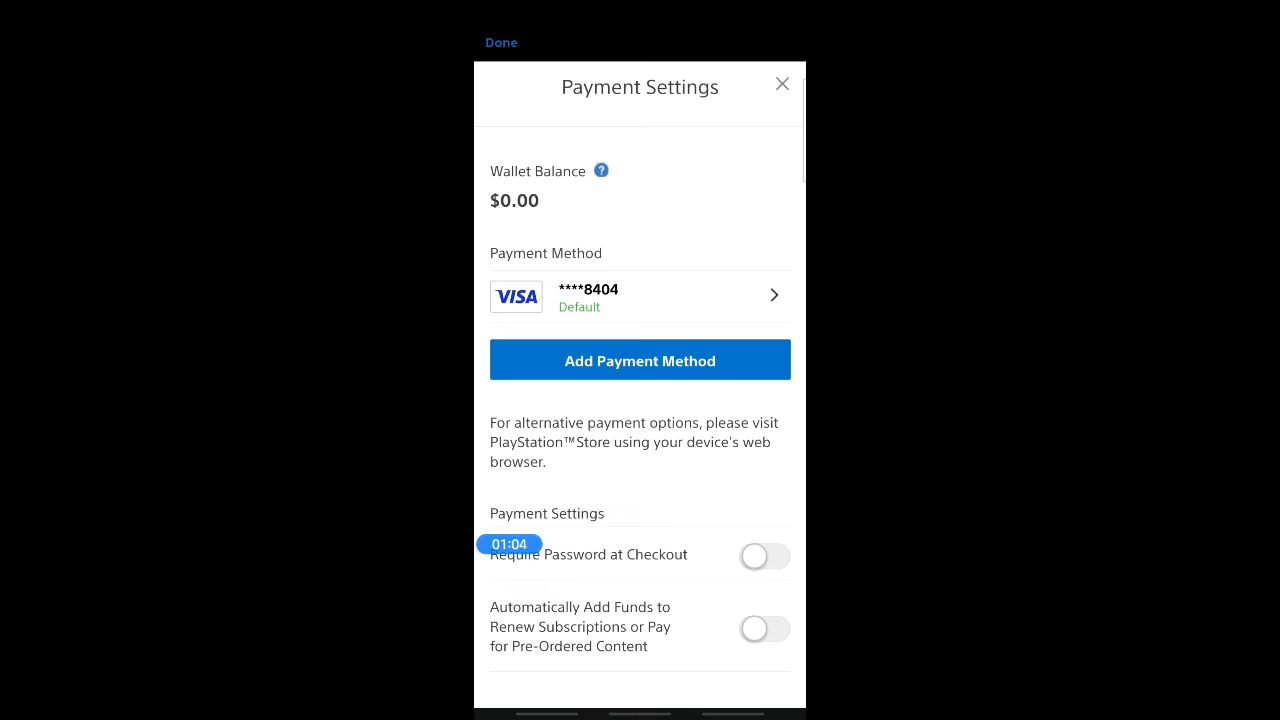 Done
Payment Settings
Wallet Balance ?
$0.00
Payment Method
VISA ****8404
Default
Add Payment Method
For alternative payment options, please visit
PlayStation™Store using your device's web
browser.
Payment Settings
01:04
Require Password at Checkout
Automatically Add Funds to
Renew Subscriptions or Pay
for Pre-Ordered Content